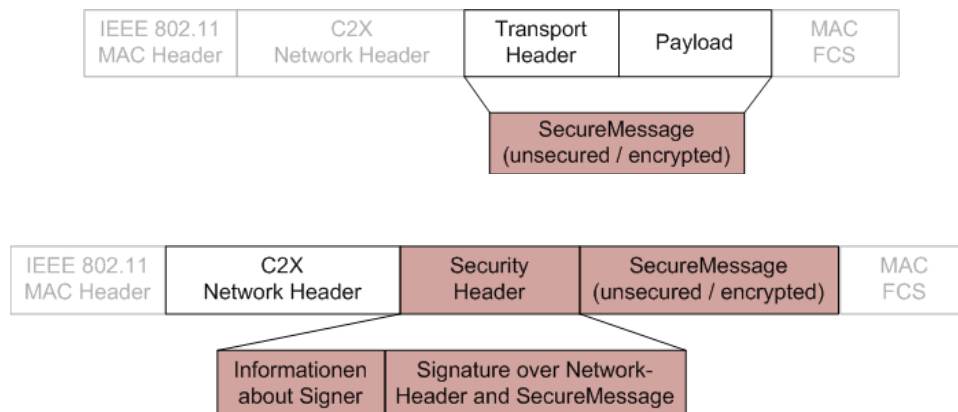 IEEE 802.11
MAC Header
C2X
Network Header
Transport
Header
Payload
MAC
FCS
SecureMessage
(unsecured / encrypted)
IEEE 802.11
MAC Header
C2X
Network Header
Security
Header
SecureMessage
(unsecured / encrypted)
MAC
FCS
Informationen
about Signer
Signature over Network-
Header and SecureMessage